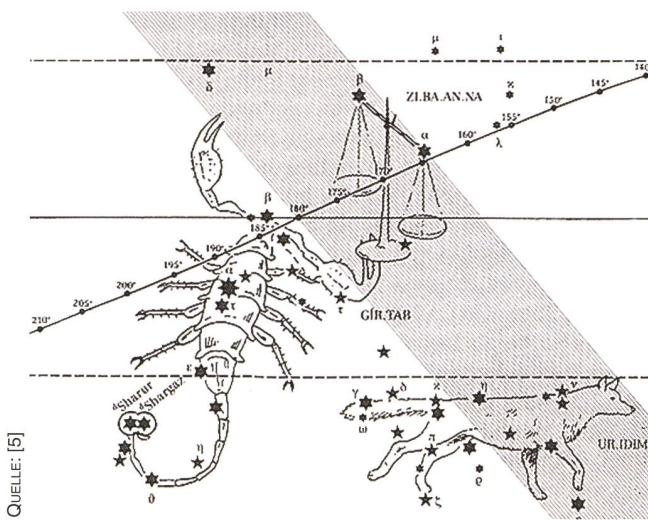 μ
ι
δ
μ
β
ZI.BA.AN.NA
ϰ
140°
145°
150°
155°
160°
λ
α
170°
175°
180°
β
185°
190°
195°
200°
205°
210°
α
δ
τ
τ
GÍR.TAB
ε
η
ᵈSharur
ᵈShargaz
γ
δ
ϰ
η
ν
ω
π
UR.IDIM
η
θ
ϱ
ζ
QUELLE: [5]